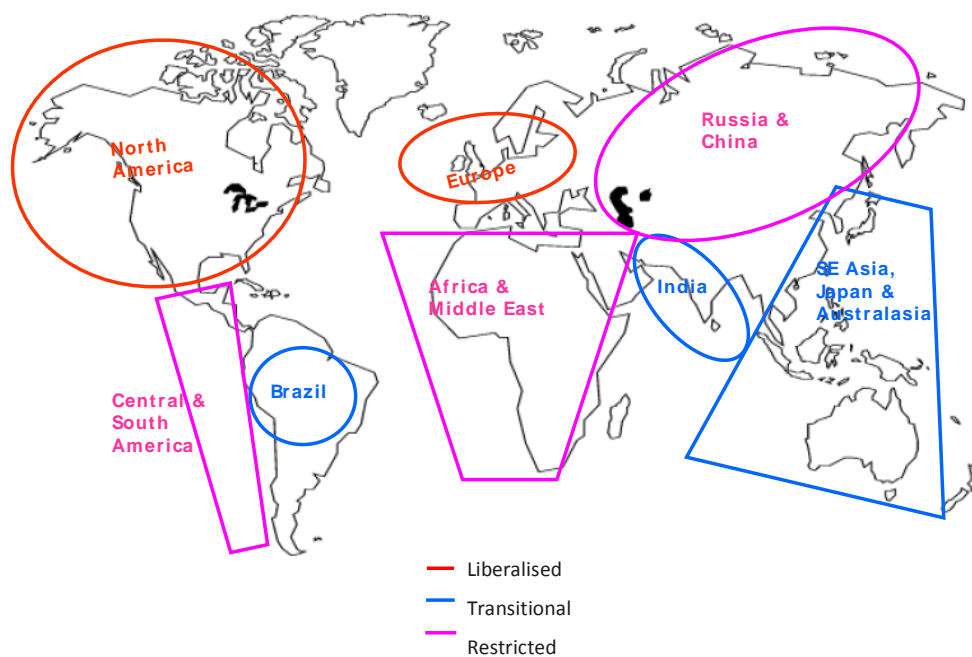 North
America
Europe
Russia &
China
Africa &
Middle East
India
SE Asia,
Japan &
Australasia
Central &
South
America
Brazil
Liberalised
Transitional
Restricted